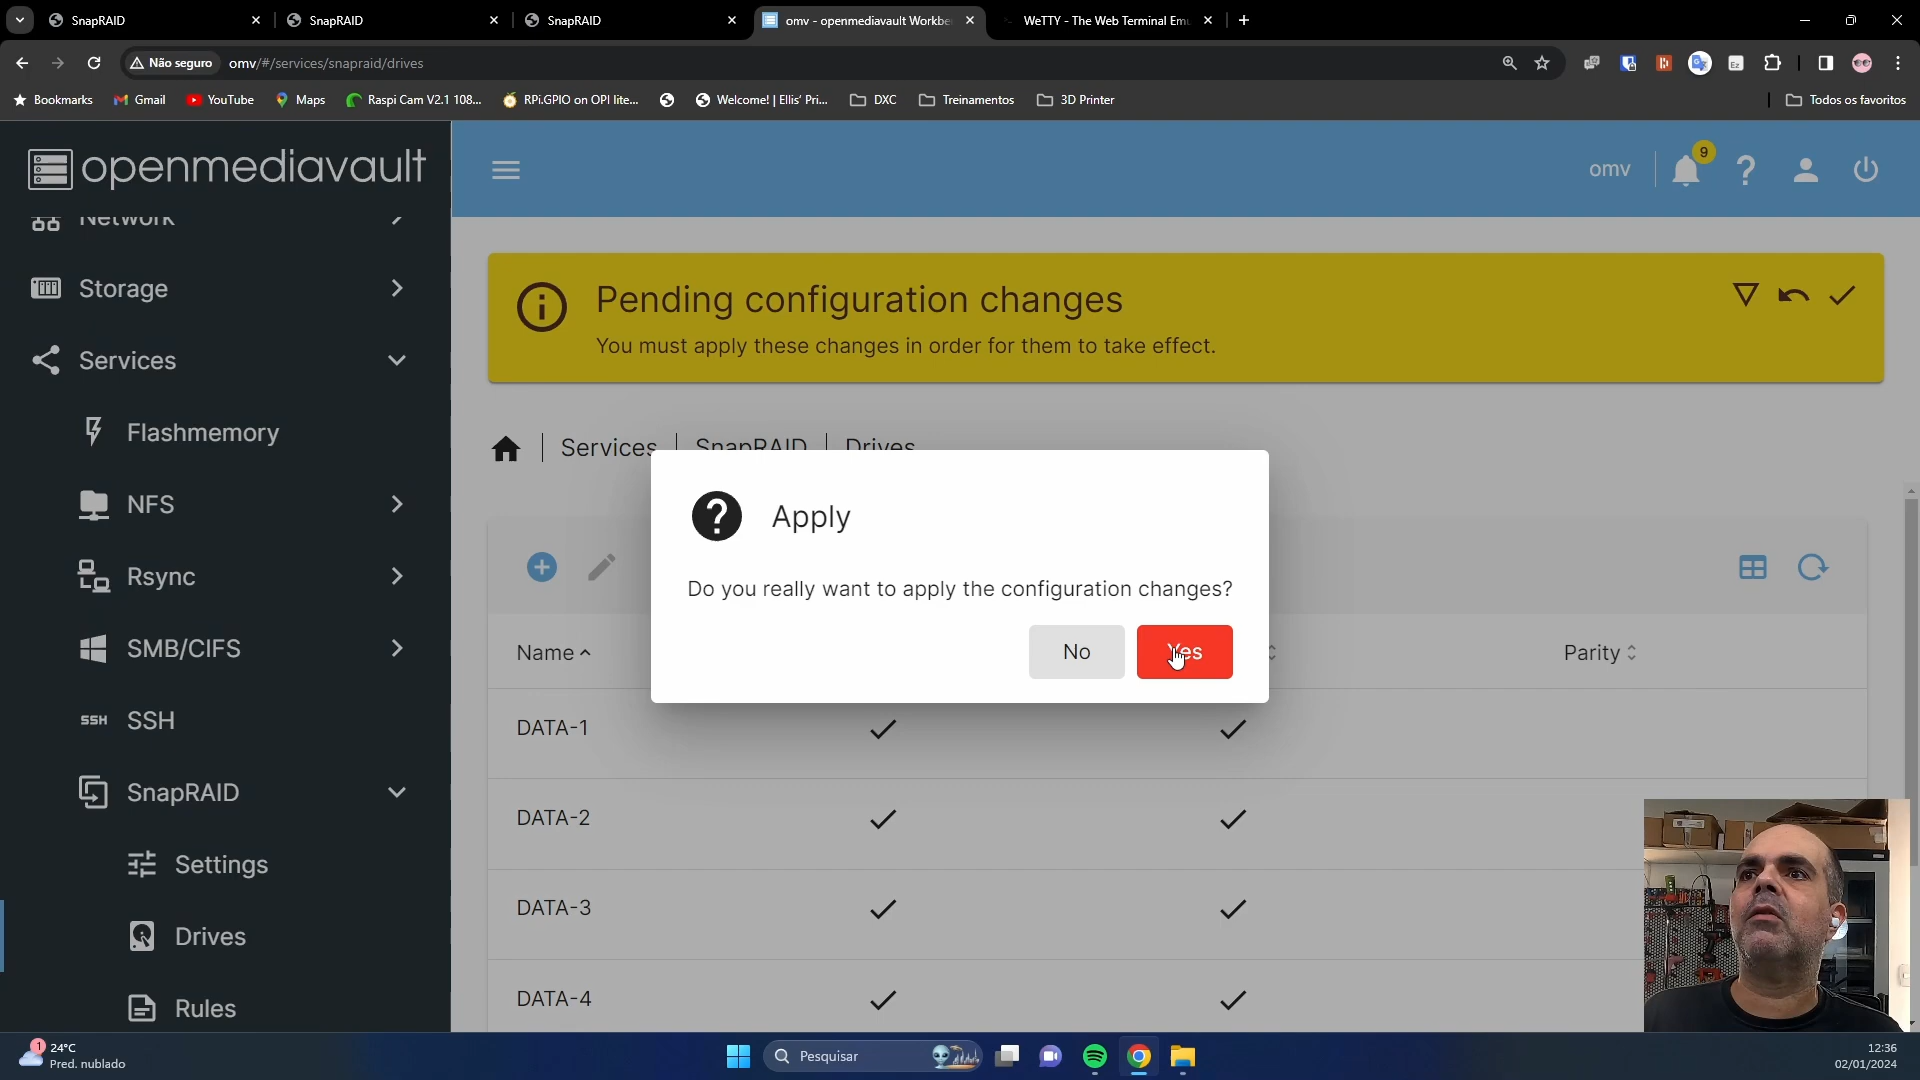 SnapRAID
SnapRAID
SnapRAID
omv - openmediavault Workbe
WeTTY - The Web Terminal Emu
Não seguro
omv/#/services/snapraid/drives
Bookmarks
Gmail
YouTube
Maps
Raspi Cam V2.1 108...
RPi.GPIO on OPI lite...
Welcome! | Ellis' Pri...
DXC
Treinamentos
3D Printer
Todos os favoritos
openmediavault
omv
9
Network
Storage
Services
Flashmemory
NFS
Rsync
SMB/CIFS
SSH
SSH
SnapRAID
Settings
Drives
Rules
Pending configuration changes
You must apply these changes in order for them to take effect.
Services
SnapRAID
Drives
Apply
Do you really want to apply the configuration changes?
No
Yes
Name
Parity
DATA-1
DATA-2
DATA-3
DATA-4
1
24°C
Pred. nublado
Pesquisar
12:36
02/01/2024